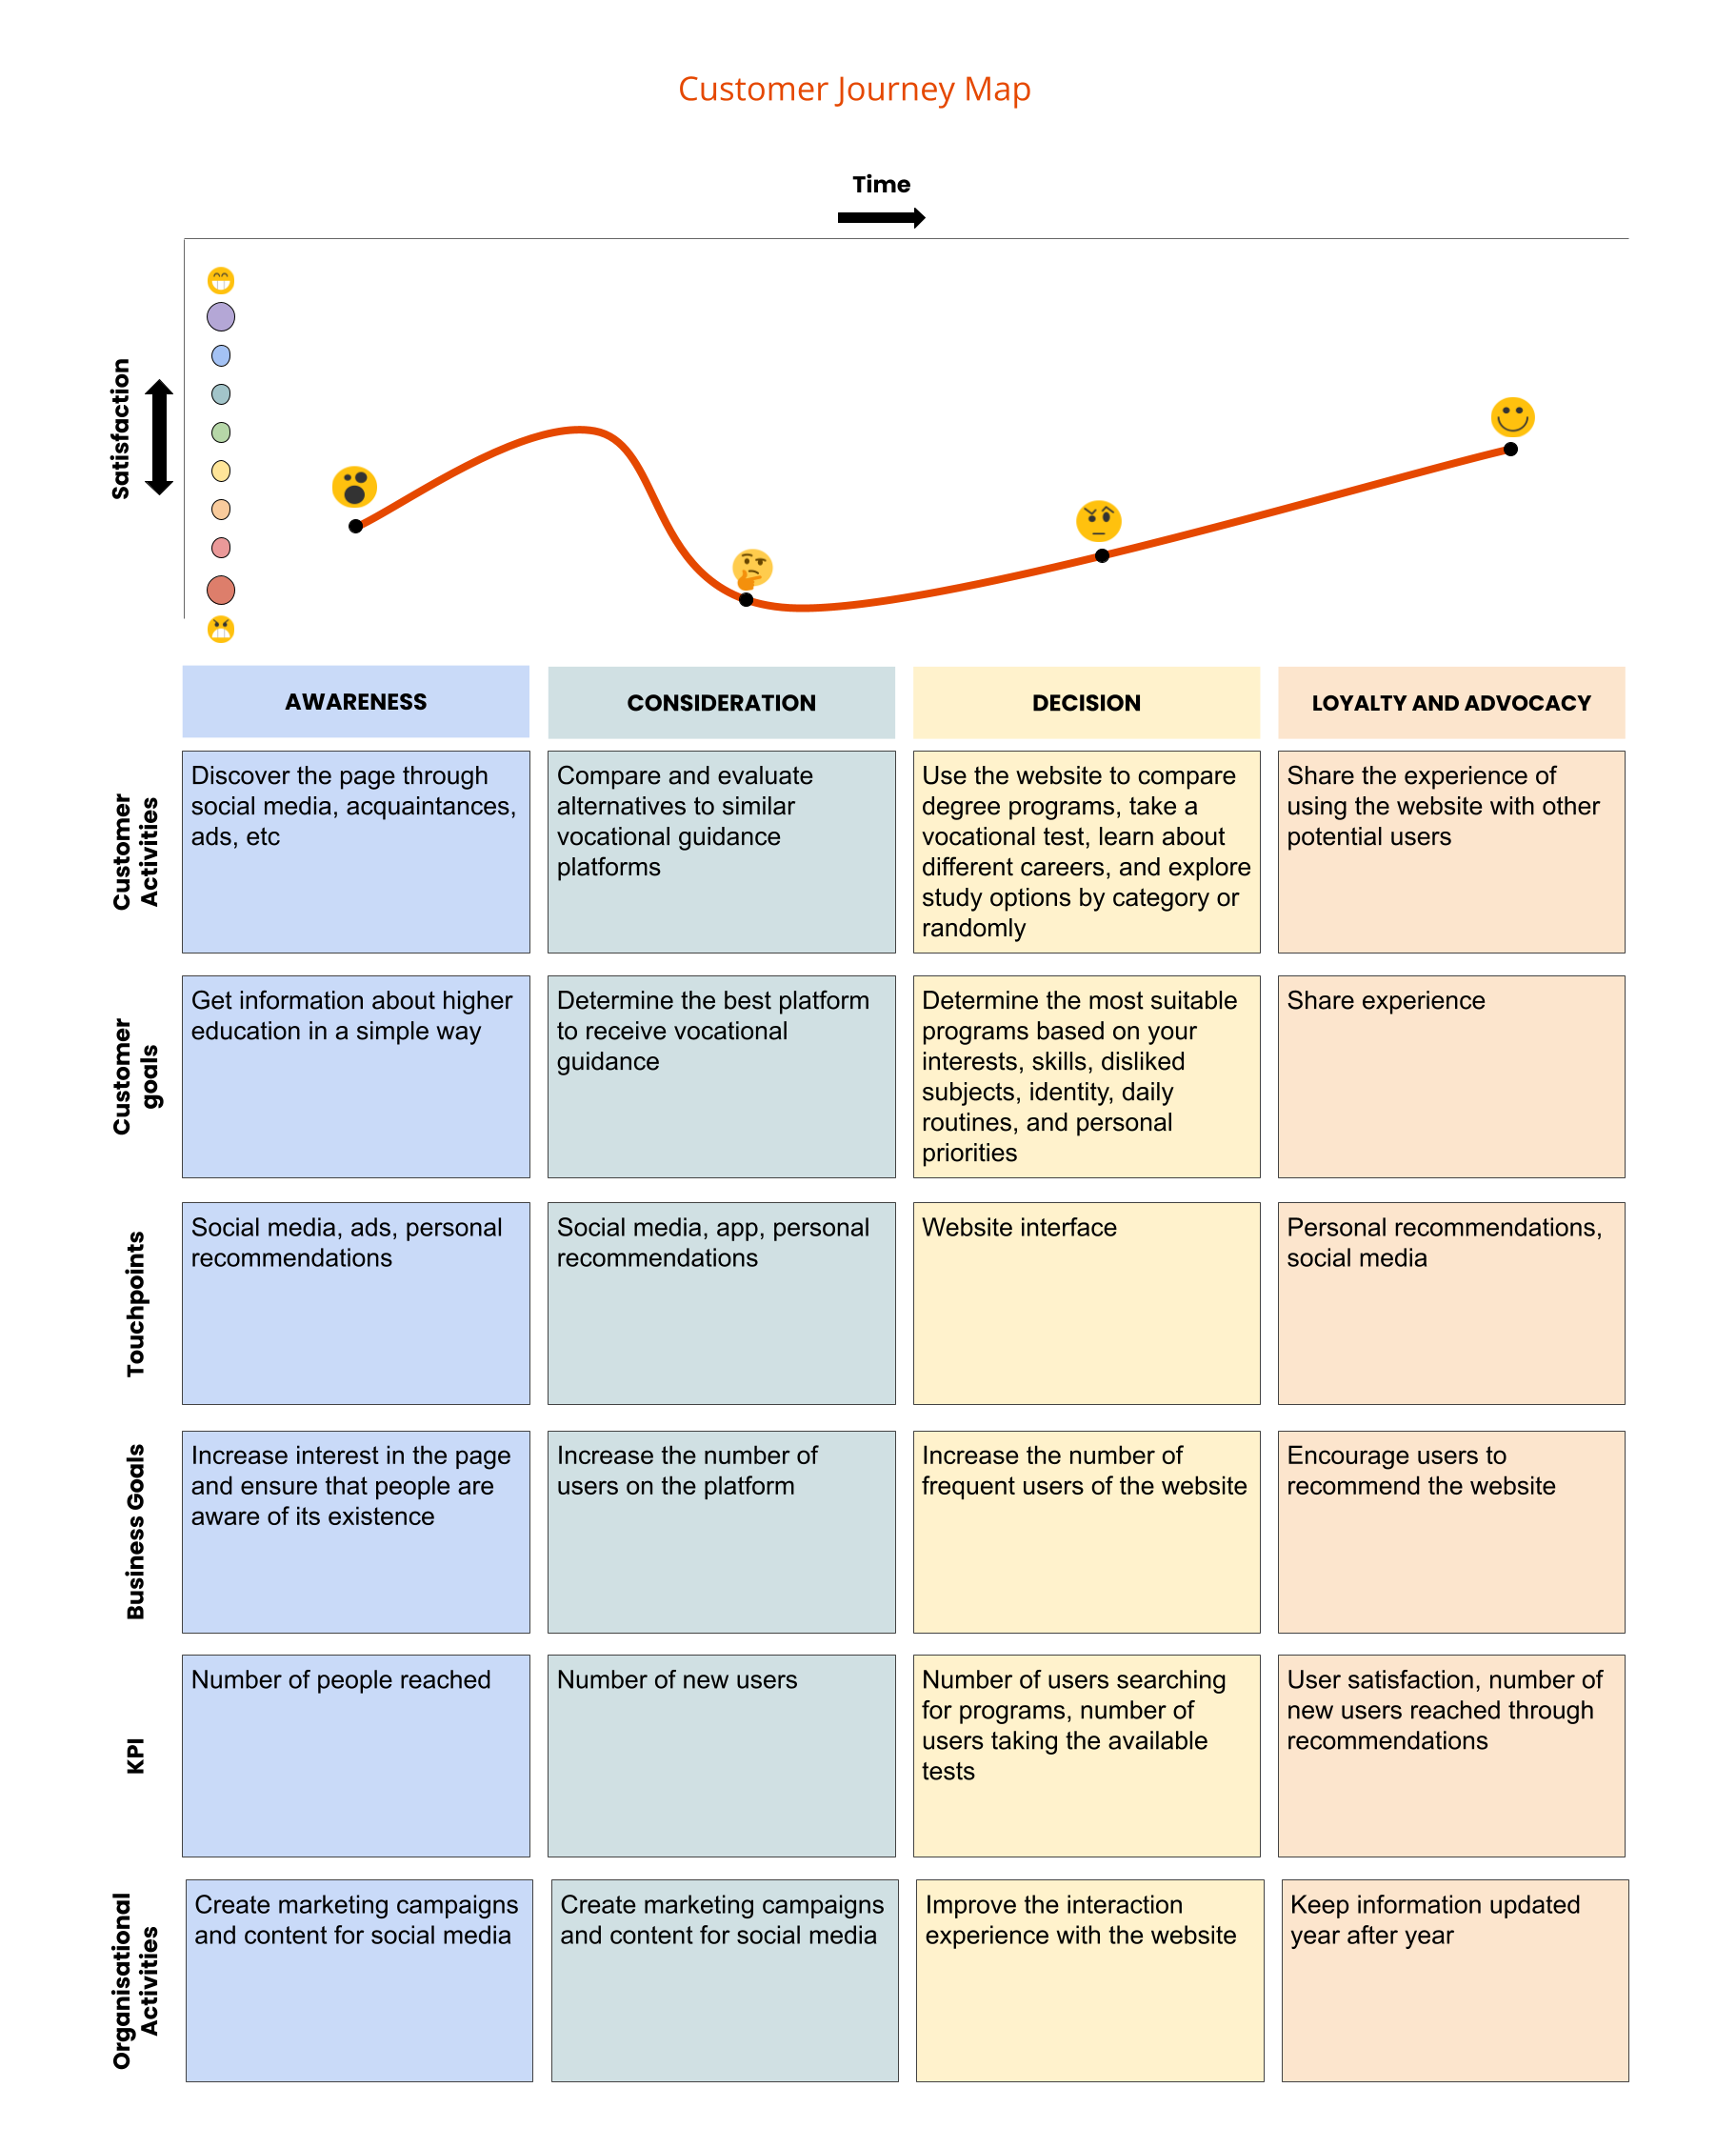 Customer Journey Map
Time
Satisfaction
AWARENESS
CONSIDERATION
DECISION
LOYALTY AND ADVOCACY
Customer
Activities
Discover the page through
social media, acquaintances,
ads, etc
Compare and evaluate
alternatives to similar
vocational guidance
platforms
Use the website to compare
degree programs, take a
vocational test, learn about
different careers, and explore
study options by category or
randomly
Share the experience of
using the website with other
potential users
Customer
goals
Get information about higher
education in a simple way
Determine the best platform
to receive vocational
guidance
Determine the most suitable
programs based on your
interests, skills, disliked
subjects, identity, daily
routines, and personal
priorities
Share experience
Touchpoints
Social media, ads, personal
recommendations
Social media, app, personal
recommendations
Website interface
Personal recommendations,
social media
Business Goals
Increase interest in the page
and ensure that people are
aware of its existence
Increase the number of
users on the platform
Increase the number of
frequent users of the website
Encourage users to
recommend the website
KPI
Number of people reached
Number of new users
Number of users searching
for programs, number of
users taking the available
tests
User satisfaction, number of
new users reached through
recommendations
Organisational
Activities
Create marketing campaigns
and content for social media
Create marketing campaigns
and content for social media
Improve the interaction
experience with the website
Keep information updated
year after year